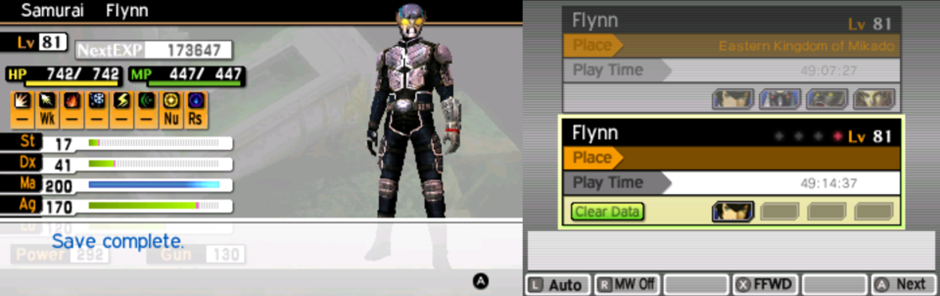 Samurai Flynn
Lv 81
NextEXP 173647
HP 742/ 742 MP 447/ 447
— Wk — — — — Nu Rs
St 17
Dx 41
Ma 200
Ag 170
Lu 120
Save complete.
Power 292 Gun 130
A
Flynn
Lv 81
Place Eastern Kingdom of Mikado
Play Time 49:07:27
Flynn
Lv 81
Place
Play Time 49:14:37
Clear Data
L Auto R MW Off X FFWD A Next